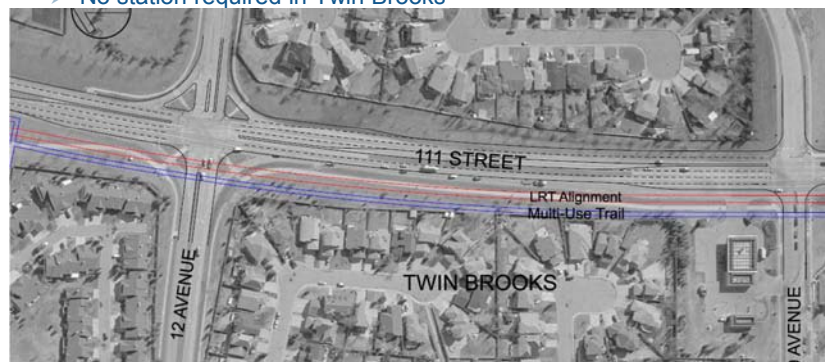 ➢ No station required in Twin Brooks
111 STREET
LRT Alignment
Multi-Use Trail
12 AVENUE
TWIN BROOKS
AVENUE